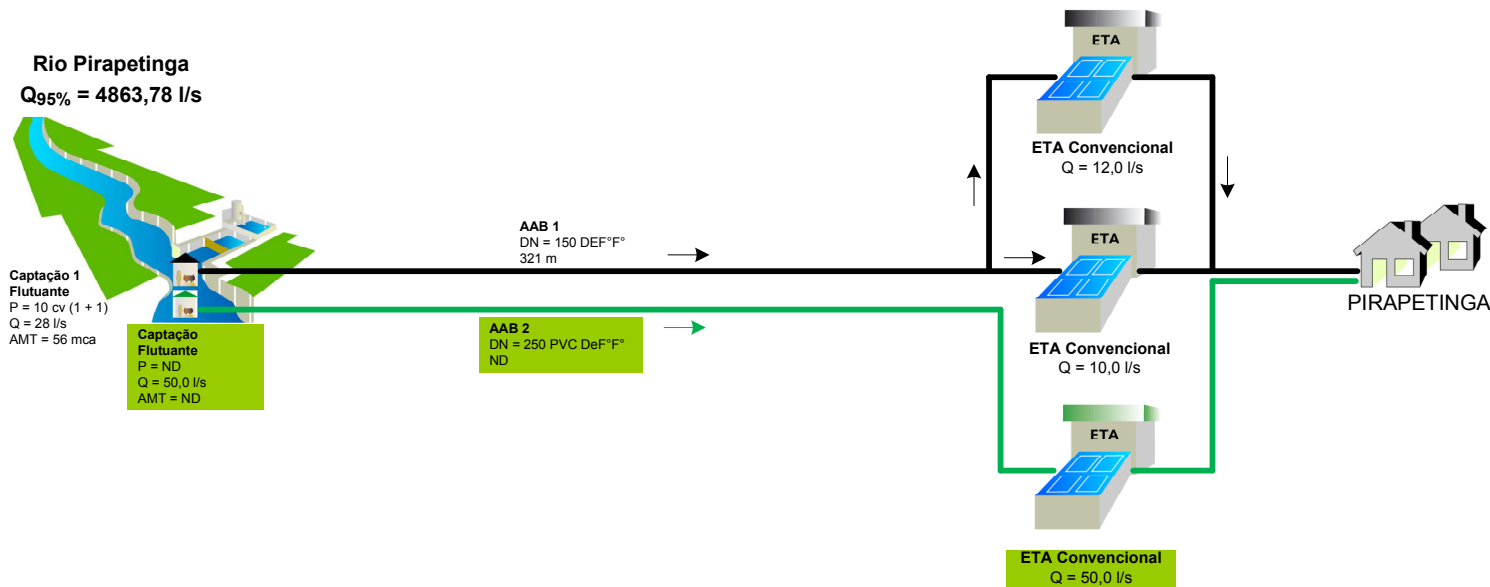 Rio Pirapetinga
Q95% = 4863,78 l/s
Captação 1
Flutuante
P = 10 cv (1 + 1)
Q = 28 l/s
AMT = 56 mca
Captação
Flutuante
P = ND
Q = 50,0 l/s
AMT = ND
AAB 1
DN = 150 DEF°F°
321 m
AAB 2
DN = 250 PVC DeF°F°
ND
ETA
ETA Convencional
Q = 12,0 l/s
ETA
ETA Convencional
Q = 10,0 l/s
ETA
ETA Convencional
Q = 50,0 l/s
PIRAPETINGA